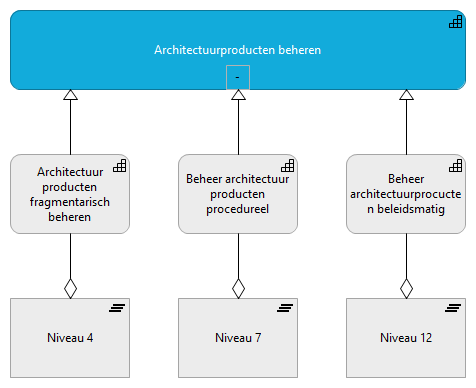 Architectuurproducten beheren
-
Architectuur
producten
fragmentarisch
beheren
Beheer architectuur
producten
procedureel
Beheer
architectuurprocucte
n beleidsmatig
Niveau 4
Niveau 7
Niveau 12